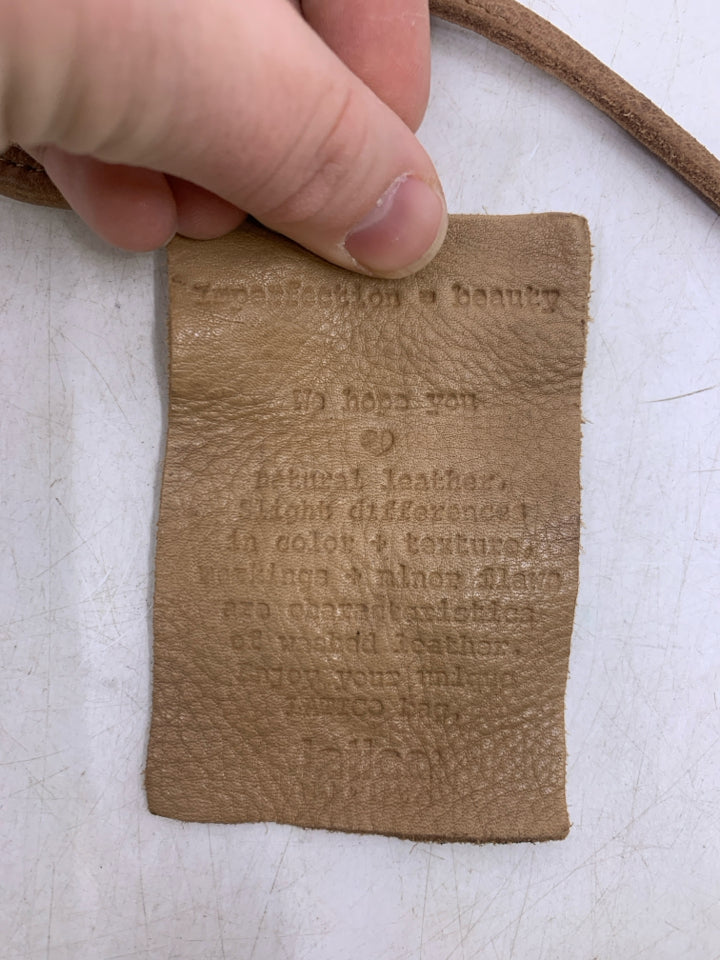 Imperfection = beauty
We hope you
♡
natural leather.
Slight differences
in color + texture,
markings + minor flaws
are characteristics
of washed leather.
Enjoy your unique
LATICO bag,